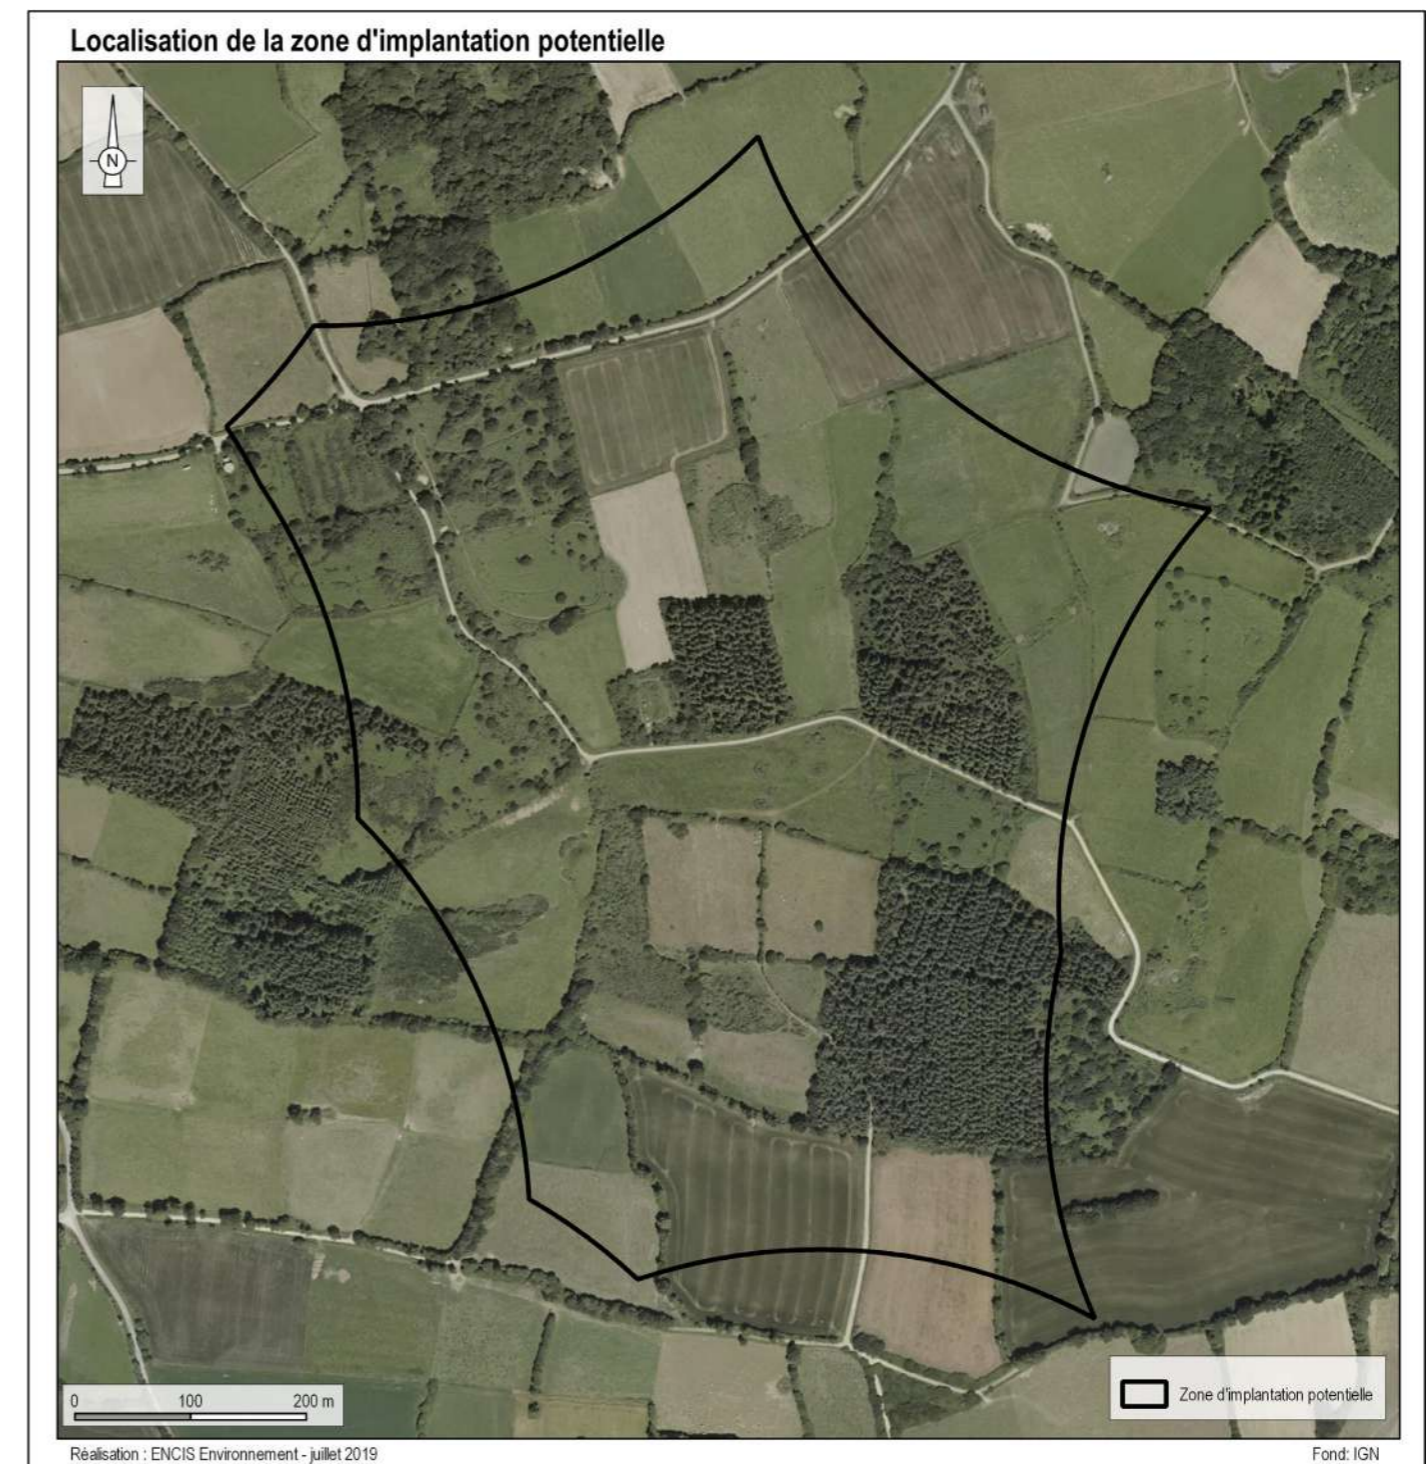 Localisation de la zone d'implantation potentielle
N
0 100 200 m
Zone d'implantation potentielle
Réalisation : ENCIS Environnement - juillet 2019
Fond: IGN